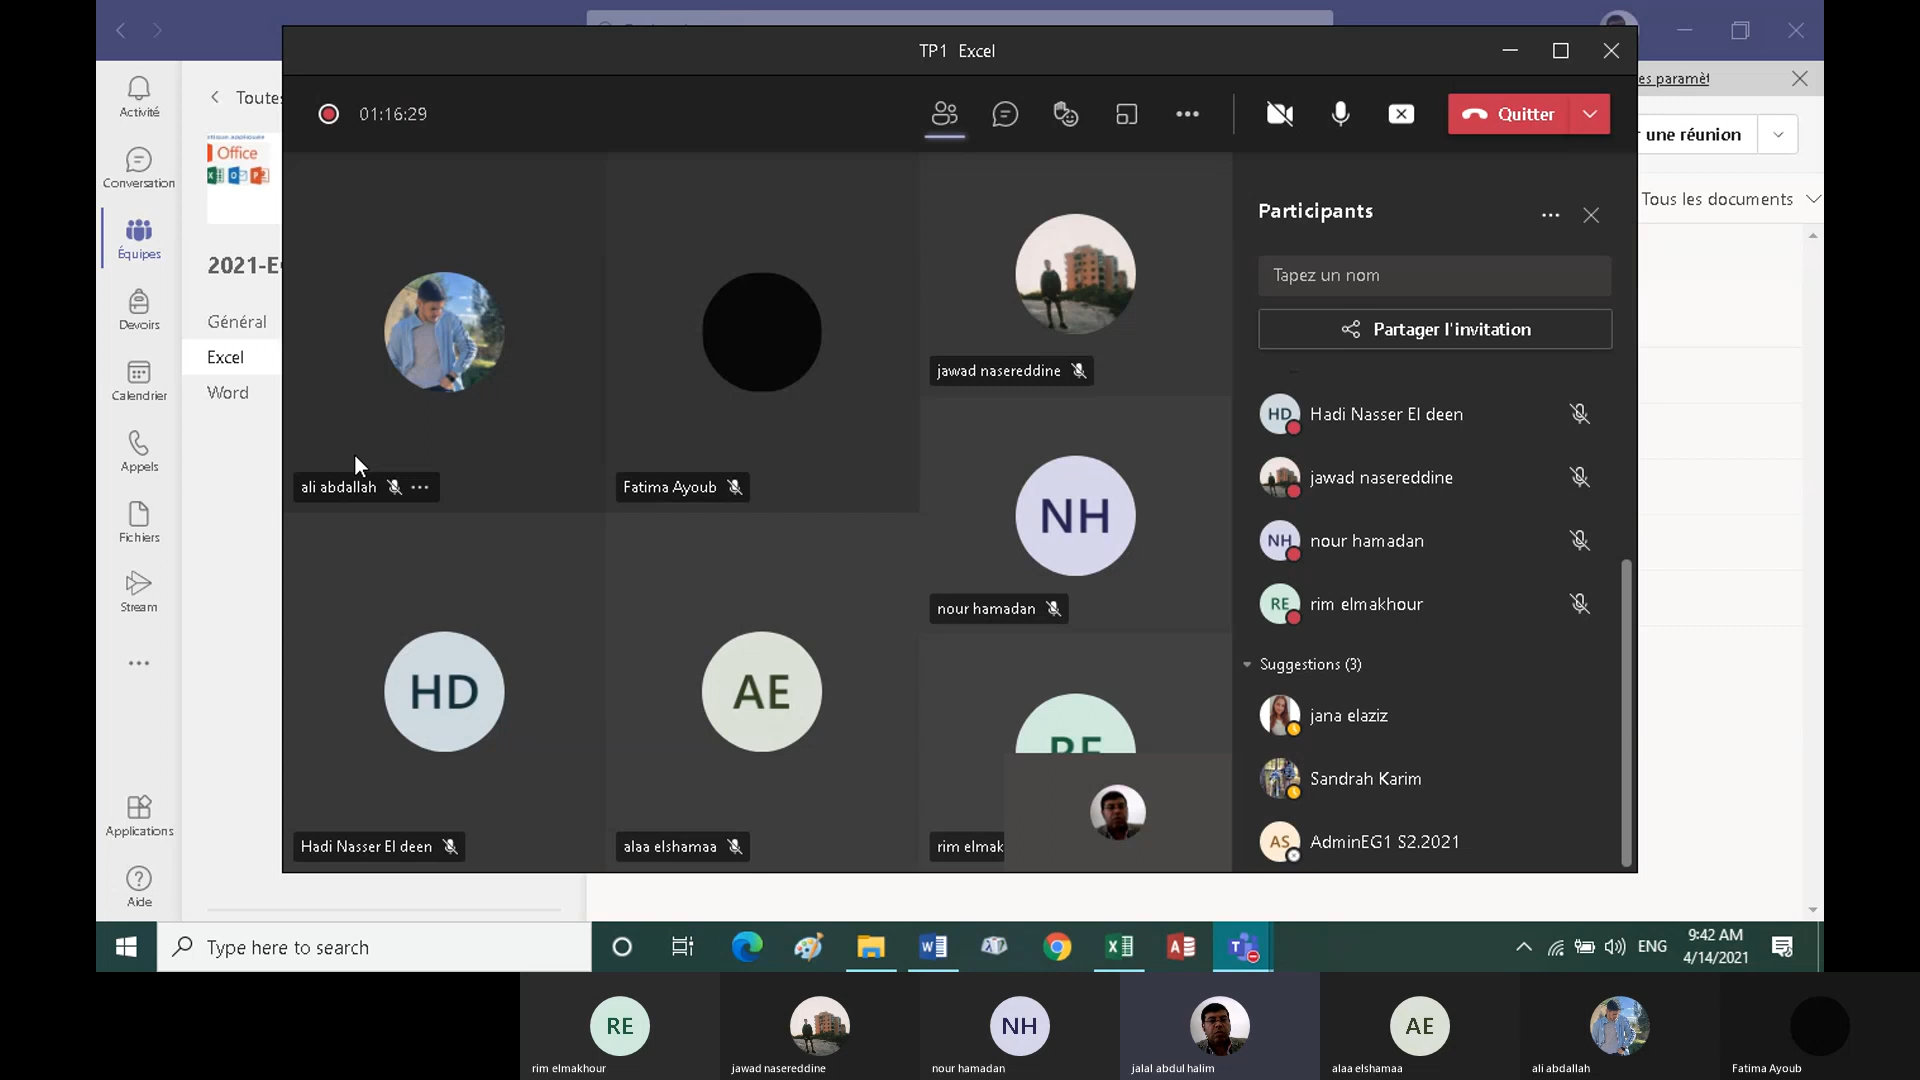 TP1 Excel
01:16:29
Quitter
es paramèt
r une réunion
Tous les documents
Activité
Conversation
Équipes
Devoirs
Calendrier
Appels
Fichiers
Stream
Applications
Aide
Toutes
Office
2021-E
Général
Excel
Word
ali abdallah
Fatima Ayoub
jawad nasereddine
nour hamadan
NH
HD
AE
RE
Hadi Nasser El deen
alaa elshamaa
rim elmak
Participants
Tapez un nom
Partager l'invitation
HD Hadi Nasser El deen
jawad nasereddine
NH nour hamadan
RE rim elmakhour
Suggestions (3)
jana elaziz
Sandrah Karim
AS AdminEG1 S2.2021
Type here to search
ENG
9:42 AM
4/14/2021
RE
NH
AE
rim elmakhour
jawad nasereddine
nour hamadan
jalal abdul halim
alaa elshamaa
ali abdallah
Fatima Ayoub